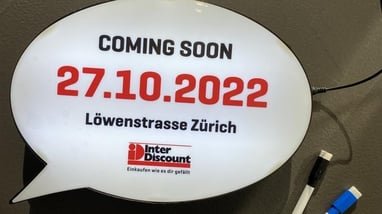 COMING SOON
27.10.2022
Löwenstrasse Zürich
Inter
Discount
Einkaufen wie es dir gefällt